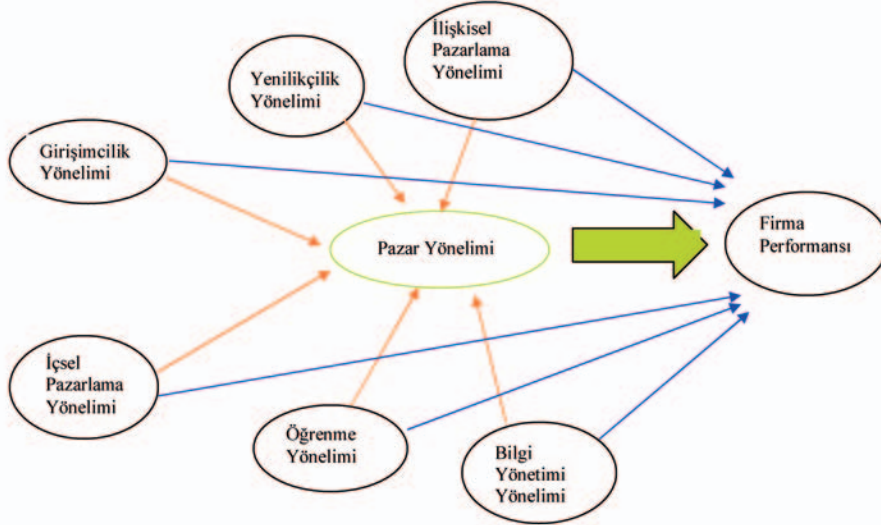 İlişkisel
Pazarlama
Yönelimi
Yenilikçilik
Yönelimi
Girişimcilik
Yönelimi
Pazar Yönelimi
Firma
Performansı
İçsel
Pazarlama
Yönelimi
Öğrenme
Yönelimi
Bilgi
Yönetimi
Yönelimi